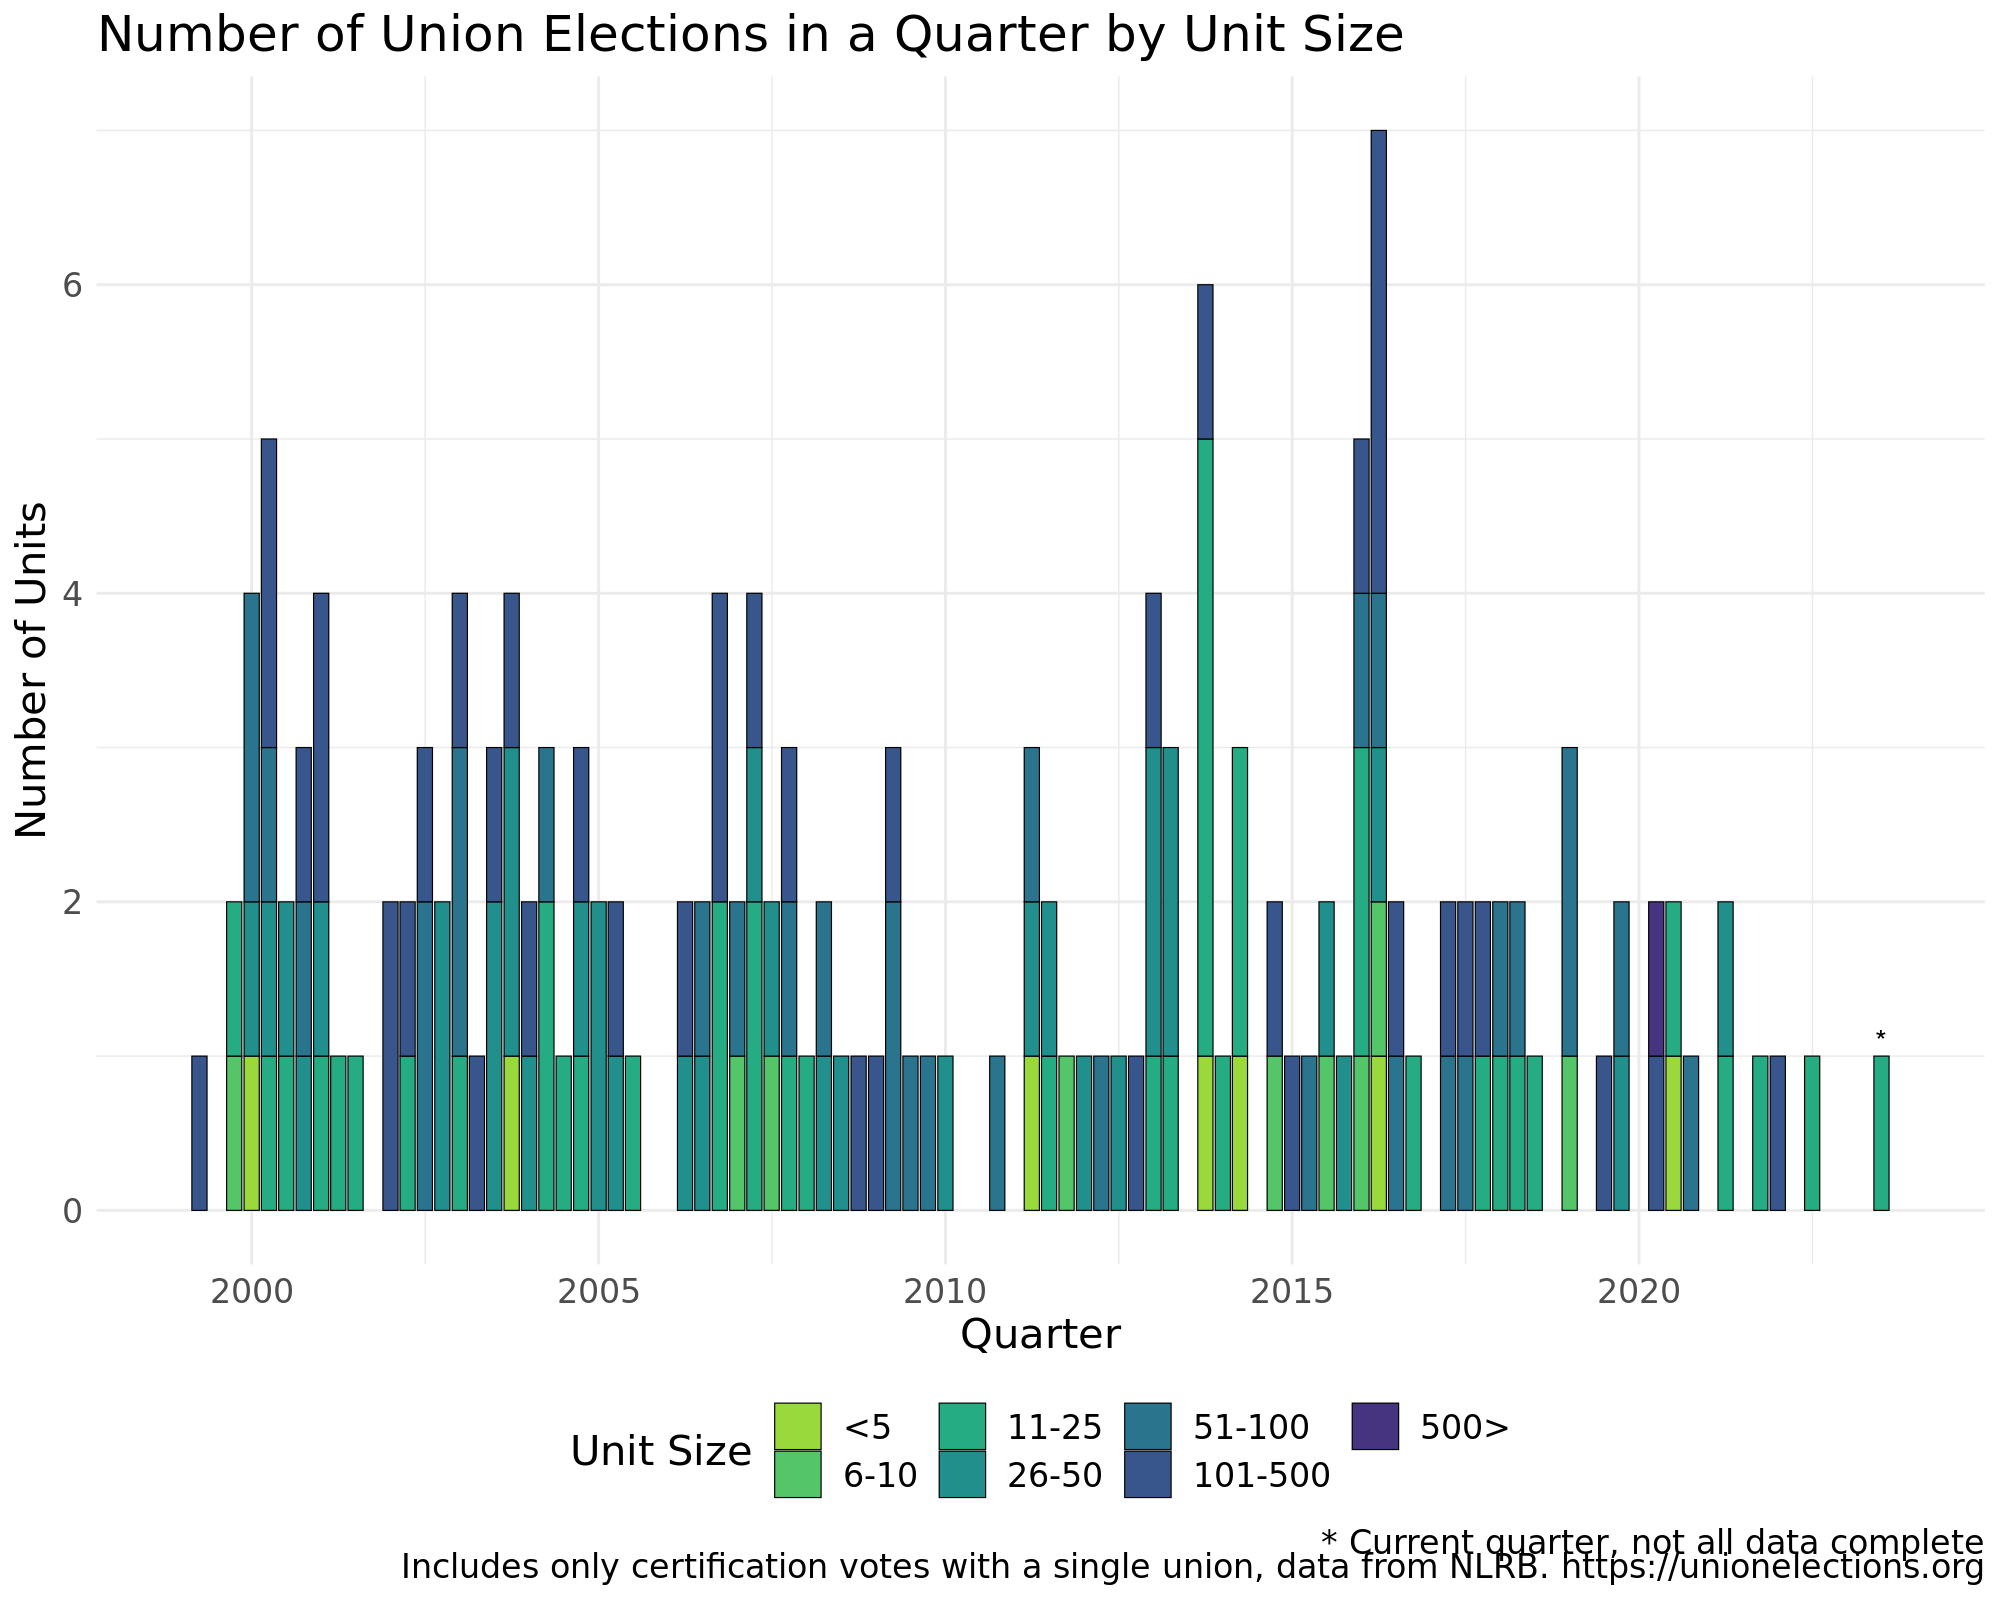 Number of Union Elections in a Quarter by Unit Size
Number of Units
6
4
2
0
*
2000 2005 2010 2015 2020
Quarter
Unit Size
<5 11-25 51-100 500>
6-10 26-50 101-500
* Current quarter, not all data complete
Includes only certification votes with a single union, data from NLRB. https://unionelections.org